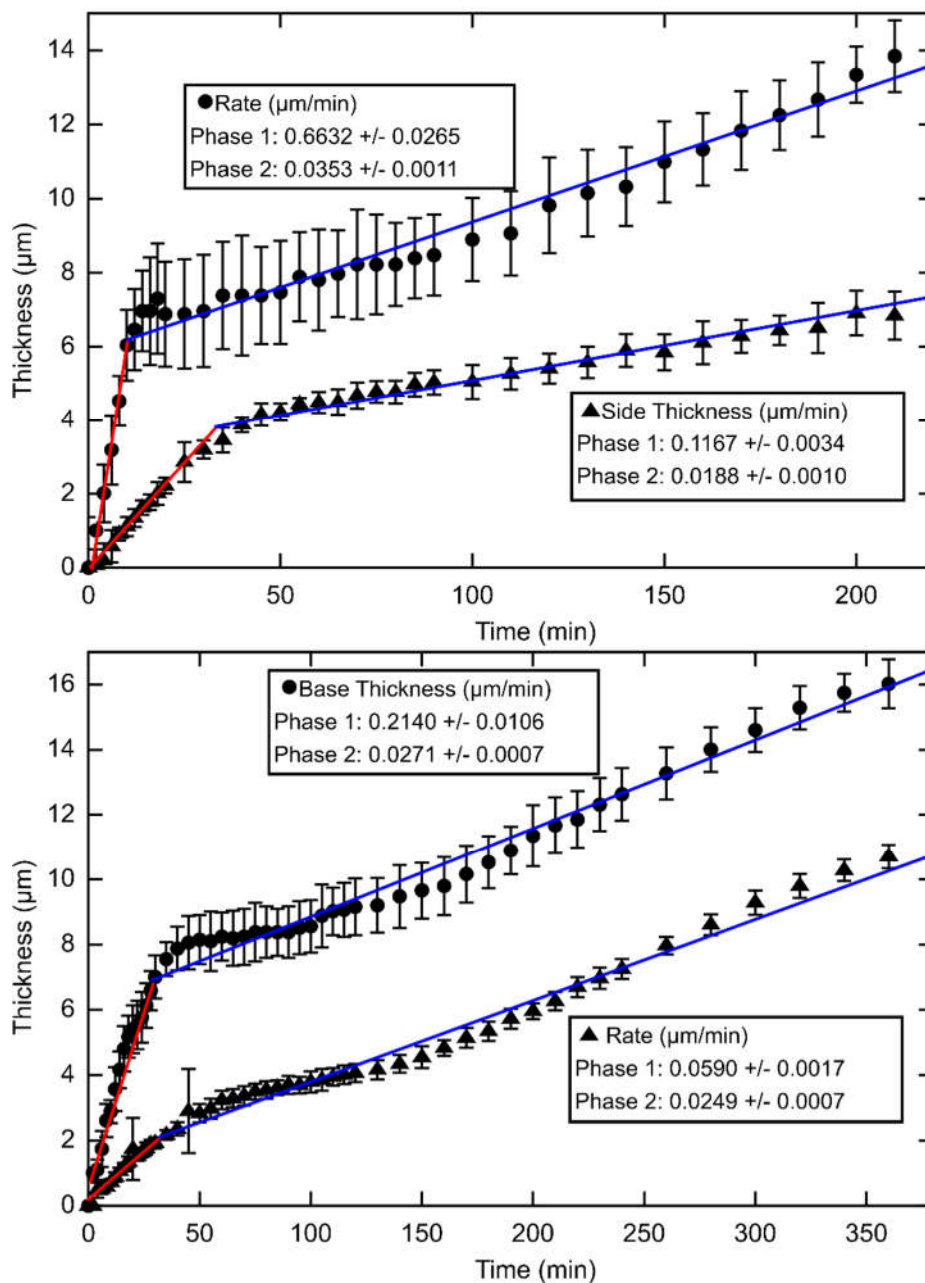 14
12
10
8
6
4
2
0
Thickness (µm)
Rate (µm/min)
Phase 1: 0.6632 +/- 0.0265
Phase 2: 0.0353 +/- 0.0011
Side Thickness (µm/min)
Phase 1: 0.1167 +/- 0.0034
Phase 2: 0.0188 +/- 0.0010
0 50 100 150 200
Time (min)
16
14
12
10
8
6
4
2
0
Thickness (µm)
Base Thickness (µm/min)
Phase 1: 0.2140 +/- 0.0106
Phase 2: 0.0271 +/- 0.0007
Rate (µm/min)
Phase 1: 0.0590 +/- 0.0017
Phase 2: 0.0249 +/- 0.0007
0 50 100 150 200 250 300 350
Time (min)